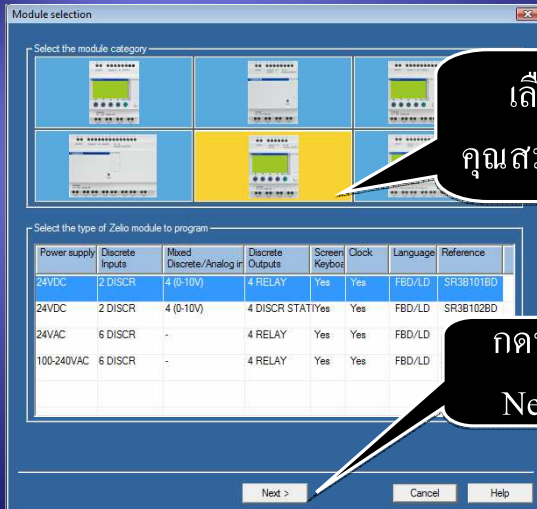 Module selection
Select the module category
เลื
คุณส
Select the type of Zelio module to program
Power supply Discrete Inputs Mixed Discrete/Analog in Discrete Outputs Screen Keyboa Clock Language Reference
24VDC 2 DISCR 4 (0-10V) 4 RELAY Yes Yes FBD/LD SR3B101BD
24VDC 2 DISCR 4 (0-10V) 4 DISCR STATI Yes Yes FBD/LD SR3B102BD
24VAC 6 DISCR - 4 RELAY Yes Yes FBD/LD
100-240VAC 6 DISCR - 4 RELAY Yes Yes FBD/LD
กด
Ne
Next > Cancel Help